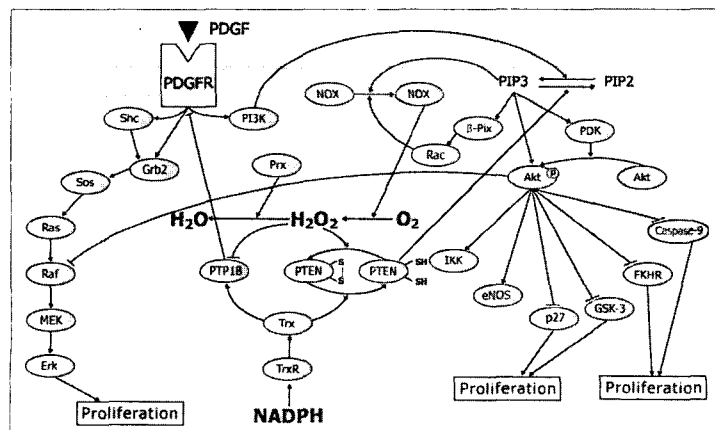 PDGF
PDGFR
PIP3
PIP2
NOX
NOX
Shc
PI3K
β-Pix
PDK
Rac
Grb2
Prx
Sos
Akt
P
Akt
Ras
H2O
H2O2
O2
Caspase-9
Raf
PTP1B
PTEN
S
S
PTEN
SH
SH
IKK
FKHR
eNOS
GSK-3
MEK
Trx
p27
Erk
TrxR
Proliferation
Proliferation
Proliferation
NADPH